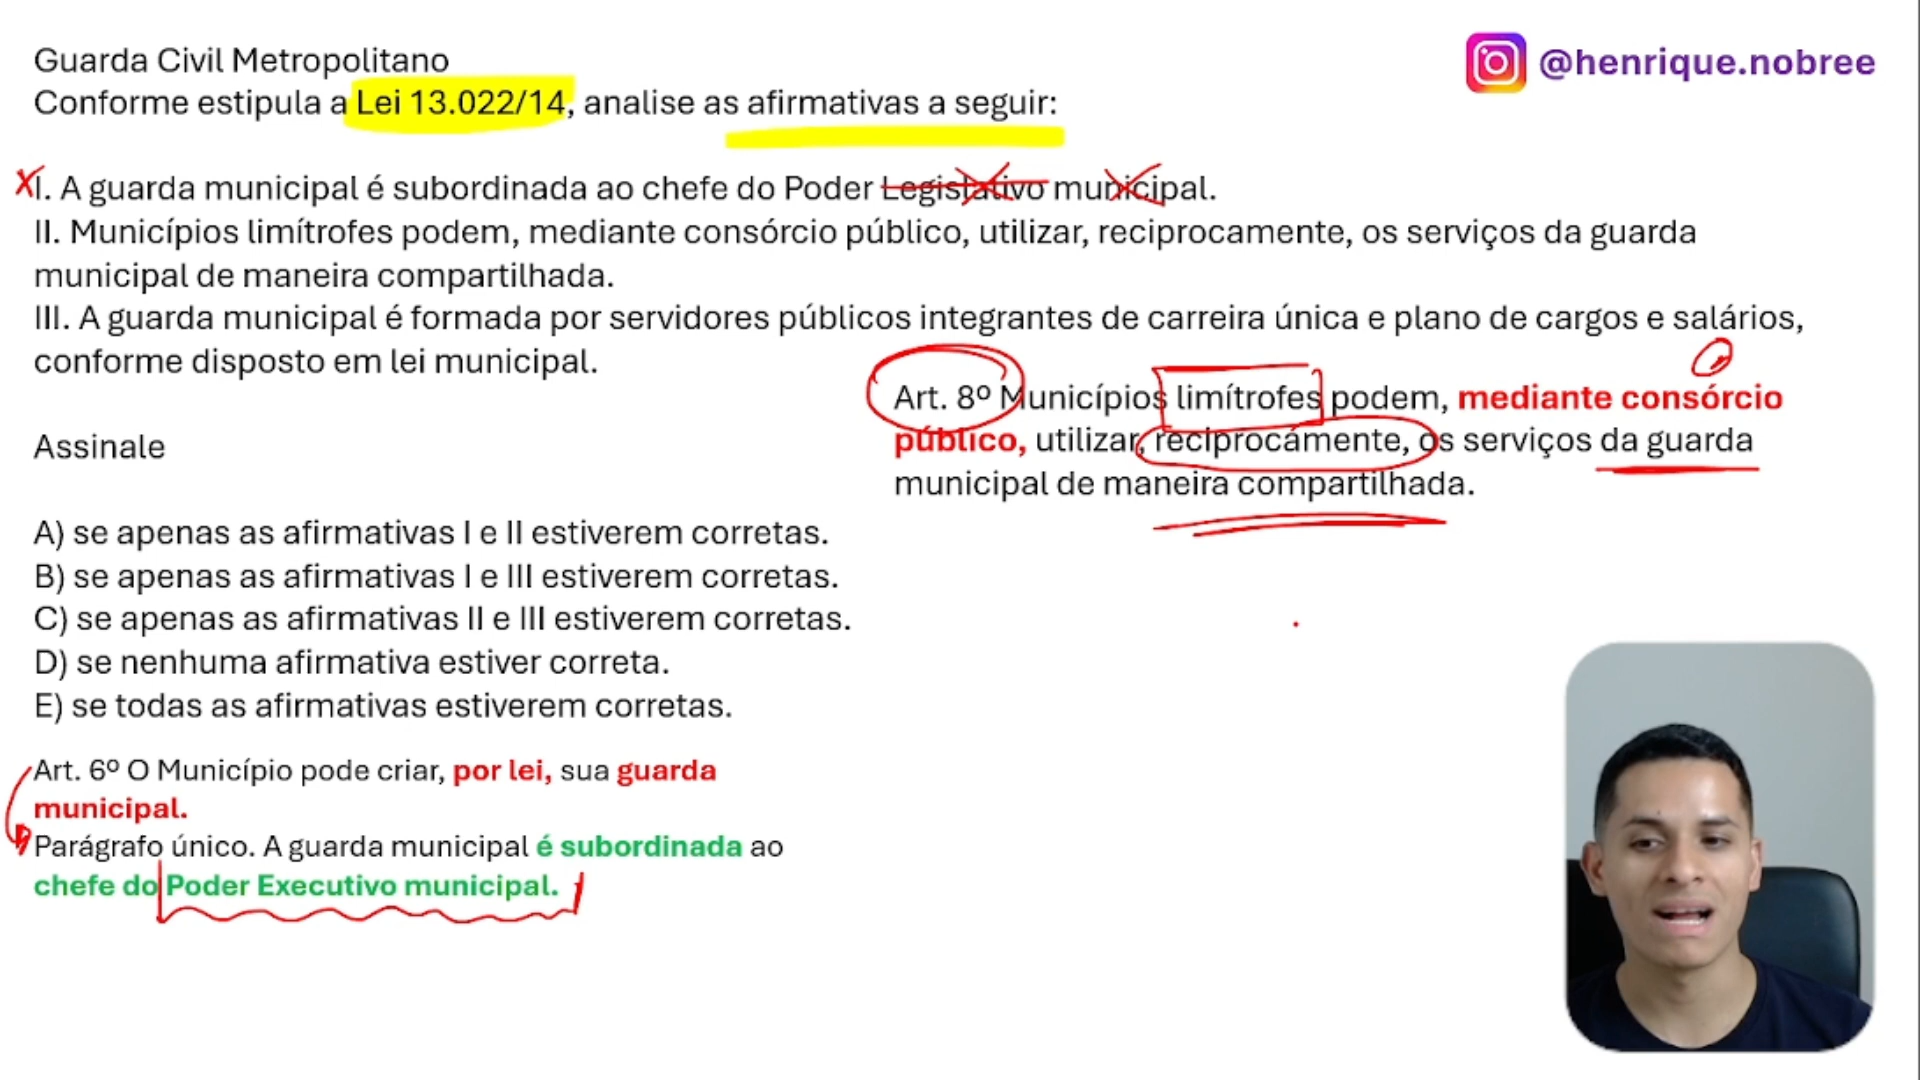 Guarda Civil Metropolitano
@henrique.nobree
Conforme estipula a Lei 13.022/14, analise as afirmativas a seguir:
X I. A guarda municipal é subordinada ao chefe do Poder Legislativo municipal.
II. Municípios limítrofes podem, mediante consórcio público, utilizar, reciprocamente, os serviços da guarda
municipal de maneira compartilhada.
III. A guarda municipal é formada por servidores públicos integrantes de carreira única e plano de cargos e salários,
conforme disposto em lei municipal.
Art. 8º Municípios limítrofes podem, mediante consórcio
público, utilizar, reciprocamente, os serviços da guarda
municipal de maneira compartilhada.
Assinale
A) se apenas as afirmativas I e II estiverem corretas.
B) se apenas as afirmativas I e III estiverem corretas.
C) se apenas as afirmativas II e III estiverem corretas.
D) se nenhuma afirmativa estiver correta.
E) se todas as afirmativas estiverem corretas.
Art. 6º O Município pode criar, por lei, sua guarda
municipal.
Parágrafo único. A guarda municipal é subordinada ao
chefe do Poder Executivo municipal.